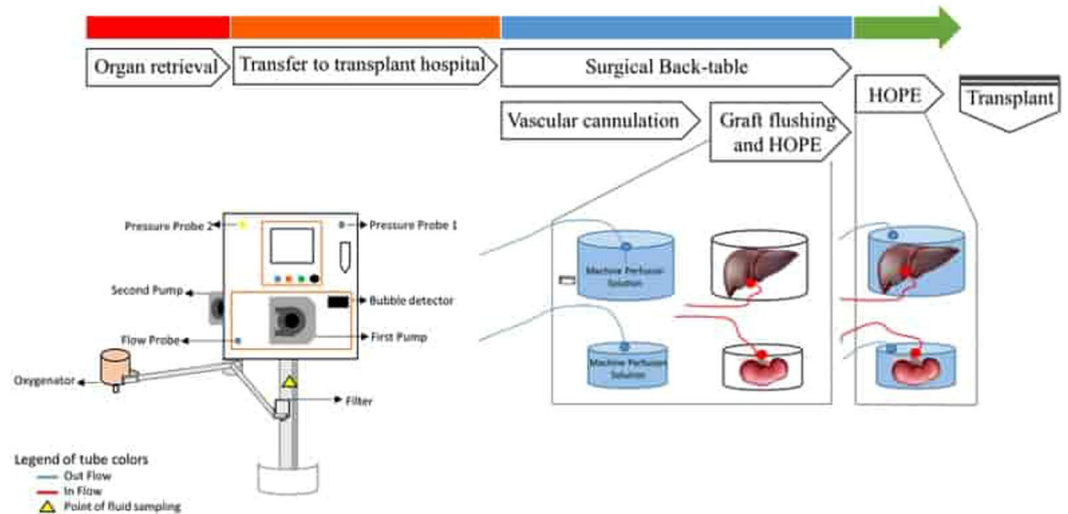 Organ retrieval
Transfer to transplant hospital
Surgical Back-table
HOPE
Transplant
Vascular cannulation
Graft flushing
and HOPE
Pressure Probe 2
Pressure Probe 1
Second Pump
Bubble detector
Flow Probe
First Pump
Oxygenator
Filter
Machine Perfusion
Solution
Machine Perfusion
Solution
Legend of tube colors
Out Flow
In Flow
Point of fluid sampling